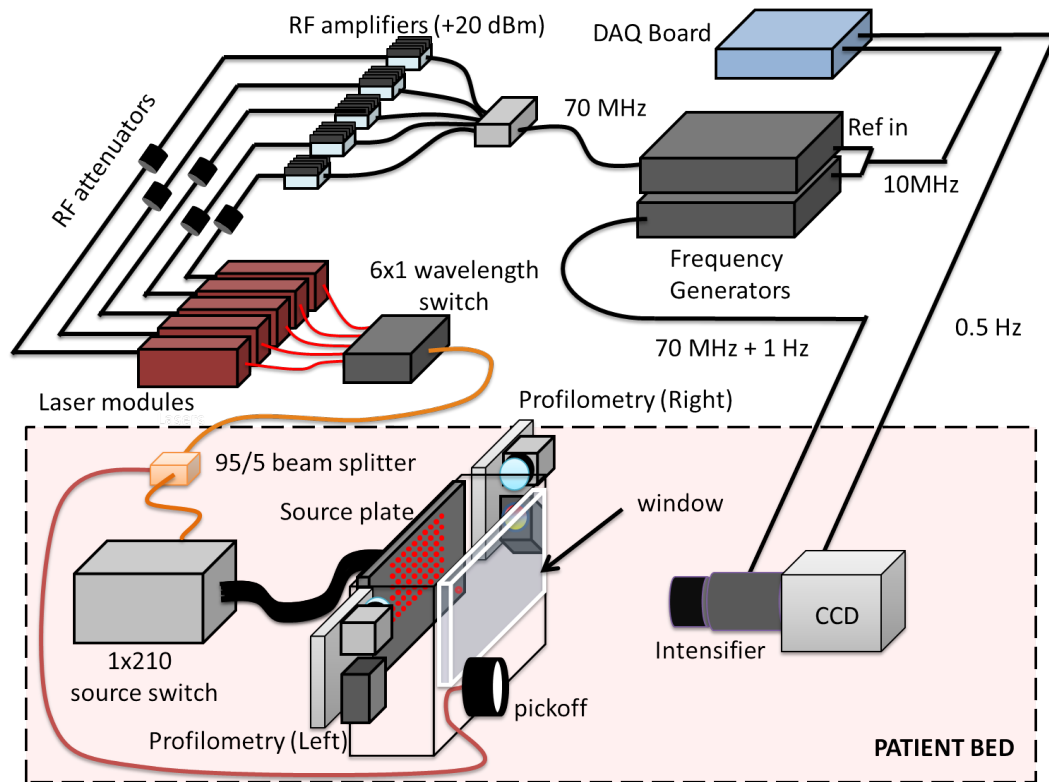 RF amplifiers (+20 dBm)
DAQ Board
RF attenuators
70 MHz
Ref in
10MHz
Frequency
Generators
6x1 wavelength
switch
70 MHz + 1 Hz
0.5 Hz
Laser modules
Profilometry (Right)
95/5 beam splitter
Source plate
window
1x210
source switch
Intensifier
CCD
pickoff
Profilometry (Left)
PATIENT BED